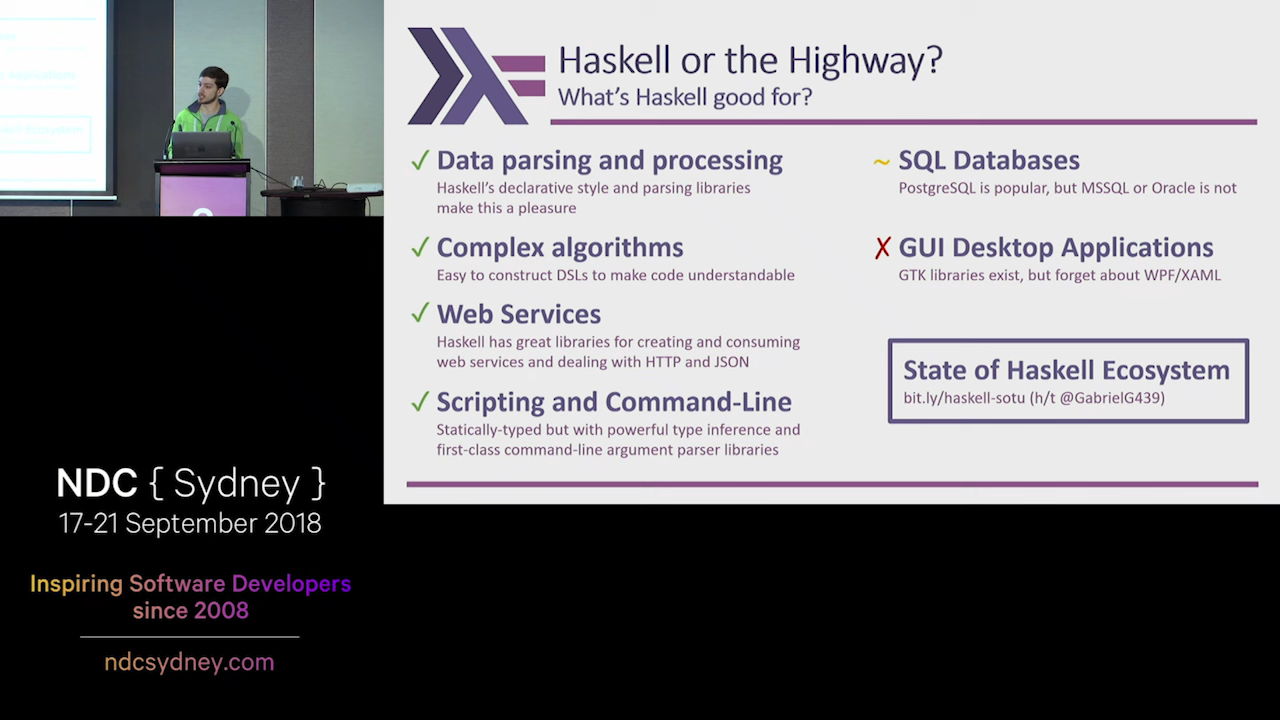 Haskell or the Highway?
What's Haskell good for?
✓ Data parsing and processing
Haskell's declarative style and parsing libraries
make this a pleasure
✓ Complex algorithms
Easy to construct DSLs to make code understandable
✓ Web Services
Haskell has great libraries for creating and consuming
web services and dealing with HTTP and JSON
✓ Scripting and Command-Line
Statically-typed but with powerful type inference and
first-class command-line argument parser libraries
~ SQL Databases
PostgreSQL is popular, but MSSQL or Oracle is not
✗ GUI Desktop Applications
GTK libraries exist, but forget about WPF/XAML
State of Haskell Ecosystem
bit.ly/haskell-sotu (h/t @GabrielG439)
NDC { Sydney }
17-21 September 2018
Inspiring Software Developers
since 2008
ndcsydney.com